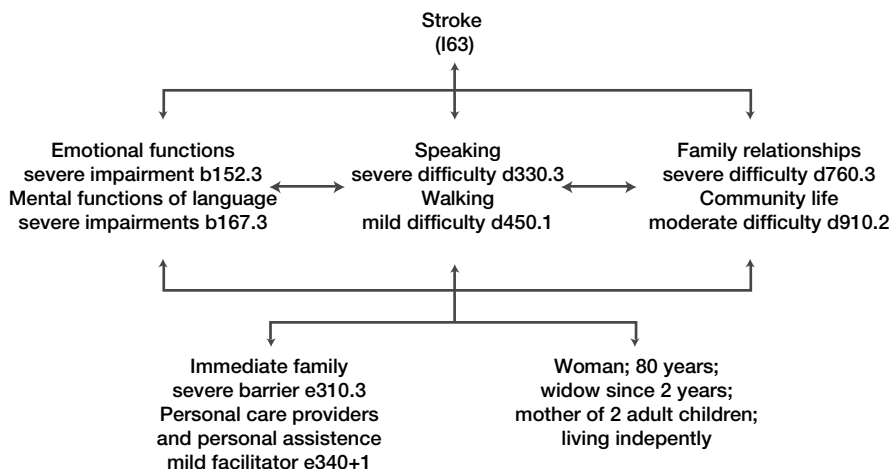 Stroke
(I63)
Emotional functions
severe impairment b152.3
Mental functions of language
severe impairments b167.3
Speaking
severe difficulty d330.3
Walking
mild difficulty d450.1
Family relationships
severe difficulty d760.3
Community life
moderate difficulty d910.2
Immediate family
severe barrier e310.3
Personal care providers
and personal assistence
mild facilitator e340+1
Woman; 80 years;
widow since 2 years;
mother of 2 adult children;
living indepently